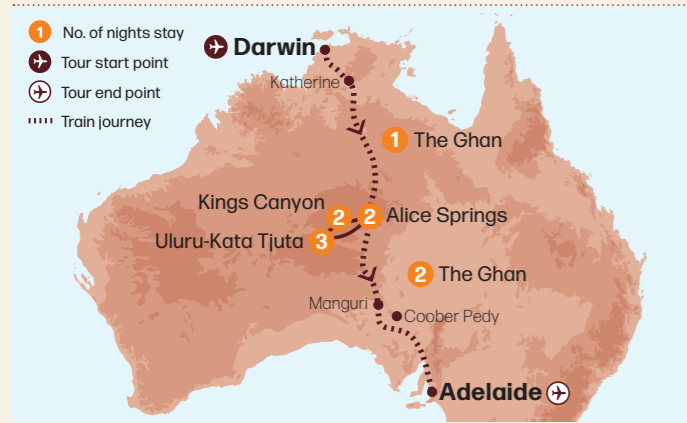 1 No. of nights stay
Tour start point
Tour end point
Train journey
Darwin
Katherine
1 The Ghan
Kings Canyon 2
2 Alice Springs
Uluru-Kata Tjuta 3
2 The Ghan
Manguri
Coober Pedy
Adelaide